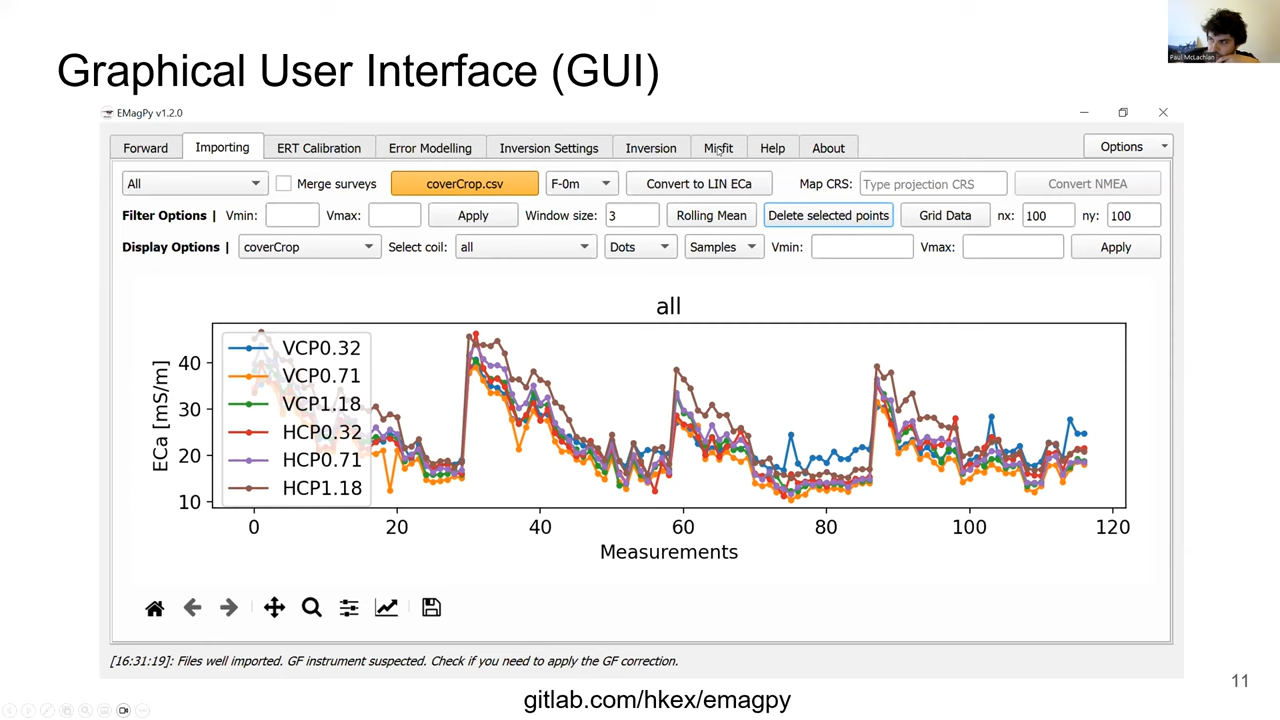 Graphical User Interface (GUI)
Paul McLachlan
EMagPy v1.2.0
Forward Importing ERT Calibration Error Modelling Inversion Settings Inversion Misfit Help About Options
All Merge surveys coverCrop.csv F-0m Convert to LIN ECa Map CRS: Type projection CRS Convert NMEA
Filter Options | Vmin: Vmax: Apply Window size: 3 Rolling Mean Delete selected points Grid Data nx: 100 ny: 100
Display Options | coverCrop Select coil: all Dots Samples Vmin: Vmax: Apply
all
ECa [mS/m]
40
30
20
10
VCP0.32
VCP0.71
VCP1.18
HCP0.32
HCP0.71
HCP1.18
0 20 40 60 80 100 120
Measurements
[16:31:19]: Files well imported. GF instrument suspected. Check if you need to apply the GF correction.
11
gitlab.com/hkex/emagpy